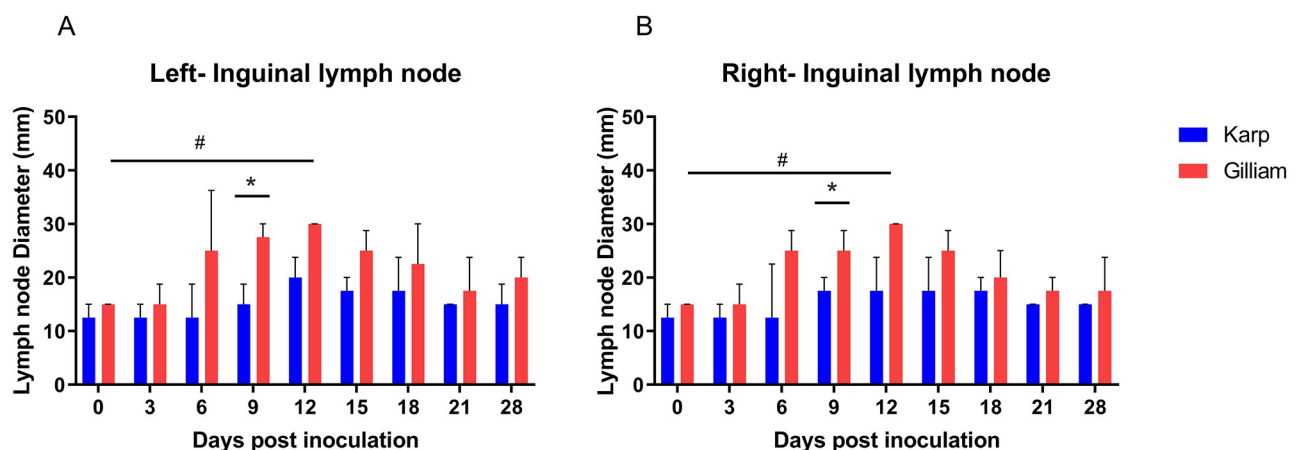 A
Left- Inguinal lymph node
Lymph node Diameter (mm)
50
40
30
20
10
0
#
*
0 3 6 9 12 15 18 21 28
Days post inoculation
B
Right- Inguinal lymph node
Lymph node Diameter (mm)
50
40
30
20
10
0
#
*
0 3 6 9 12 15 18 21 28
Days post inoculation
Karp
Gilliam